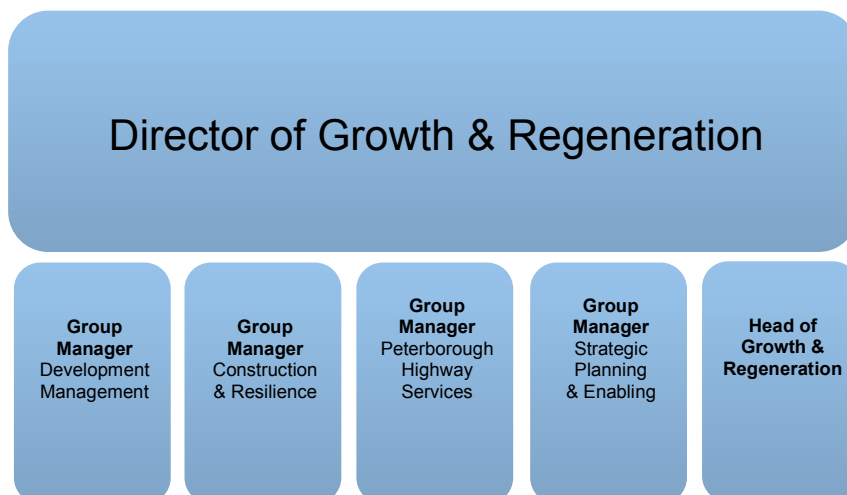 Director of Growth & Regeneration
Group
Manager
Development
Management
Group
Manager
Construction
& Resilience
Group
Manager
Peterborough
Highway
Services
Group
Manager
Strategic
Planning
& Enabling
Head of
Growth &
Regeneration